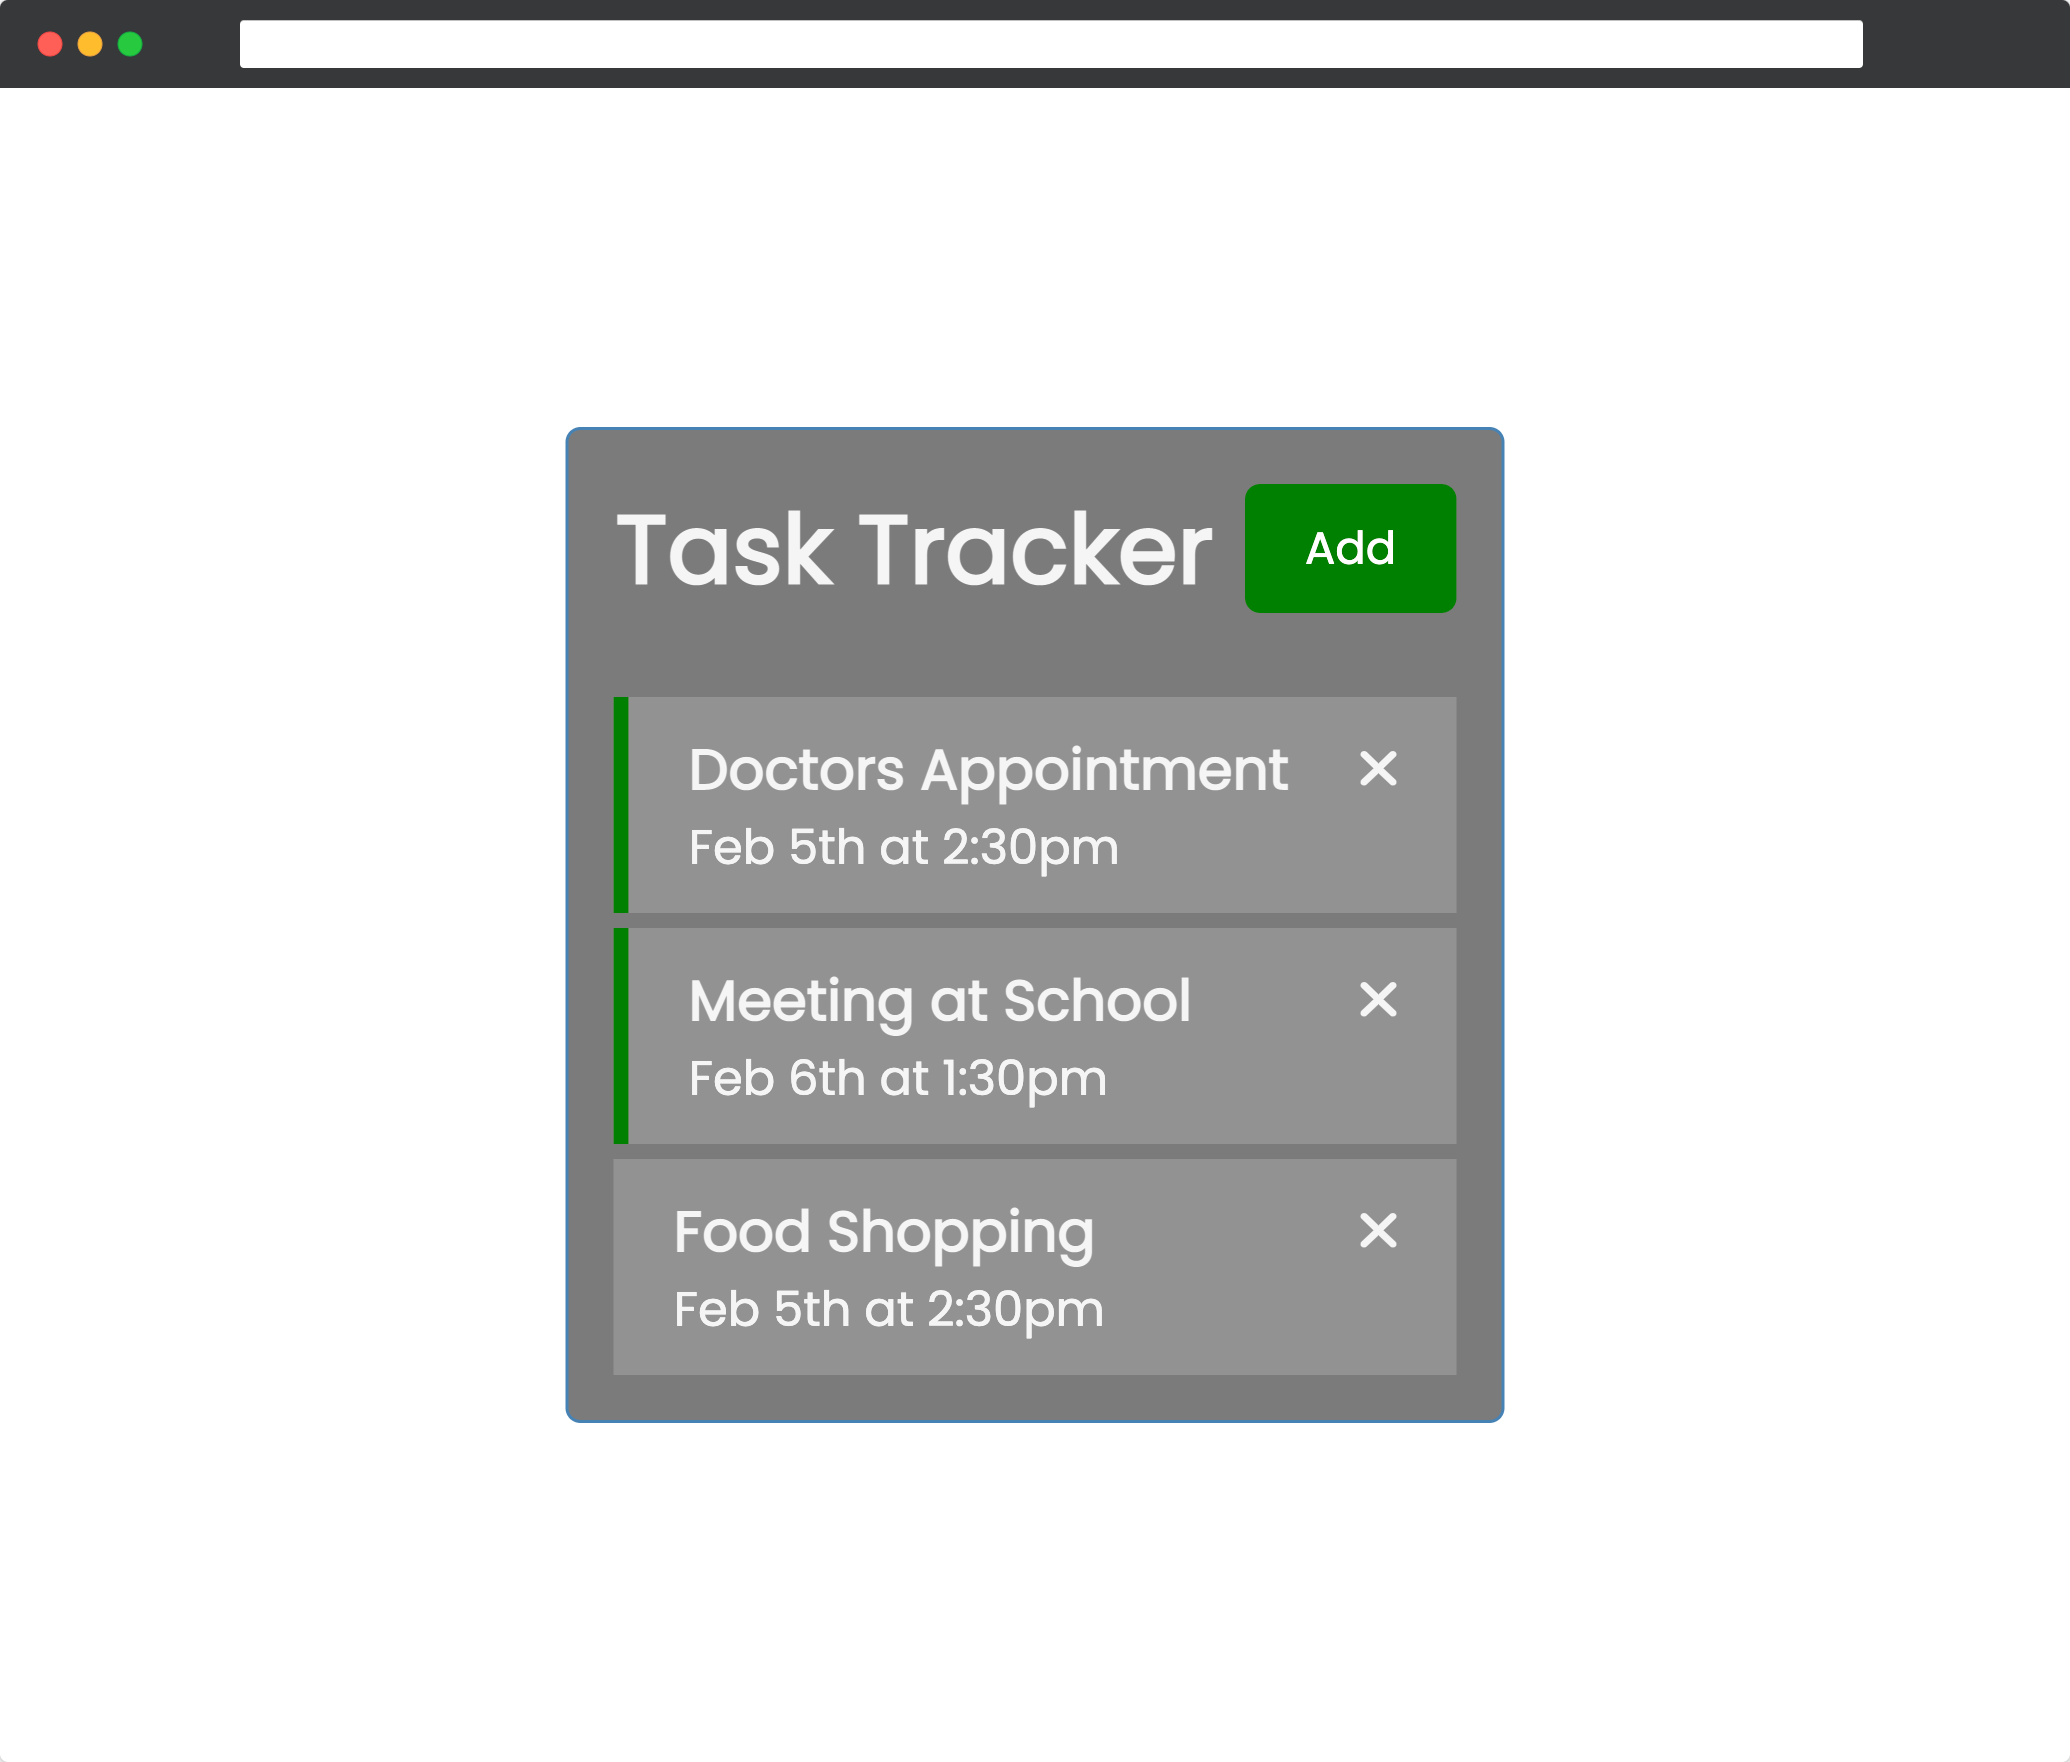 Task Tracker
Add
Doctors Appointment
Feb 5th at 2:30pm
Meeting at School
Feb 6th at 1:30pm
Food Shopping
Feb 5th at 2:30pm